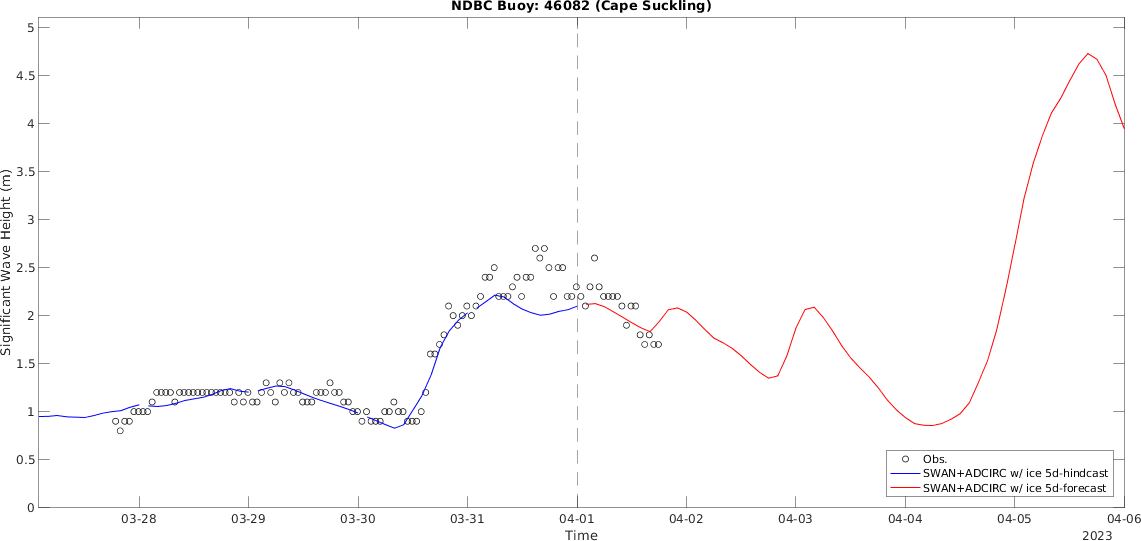 NDBC Buoy: 46082 (Cape Suckling)
5
4.5
4
3.5
3
2.5
2
1.5
1
0.5
0
Significant Wave Height (m)
Obs.
SWAN+ADCIRC w/ ice 5d-hindcast
SWAN+ADCIRC w/ ice 5d-forecast
03-28 03-29 03-30 03-31 04-01 04-02 04-03 04-04 04-05 04-06
Time
2023